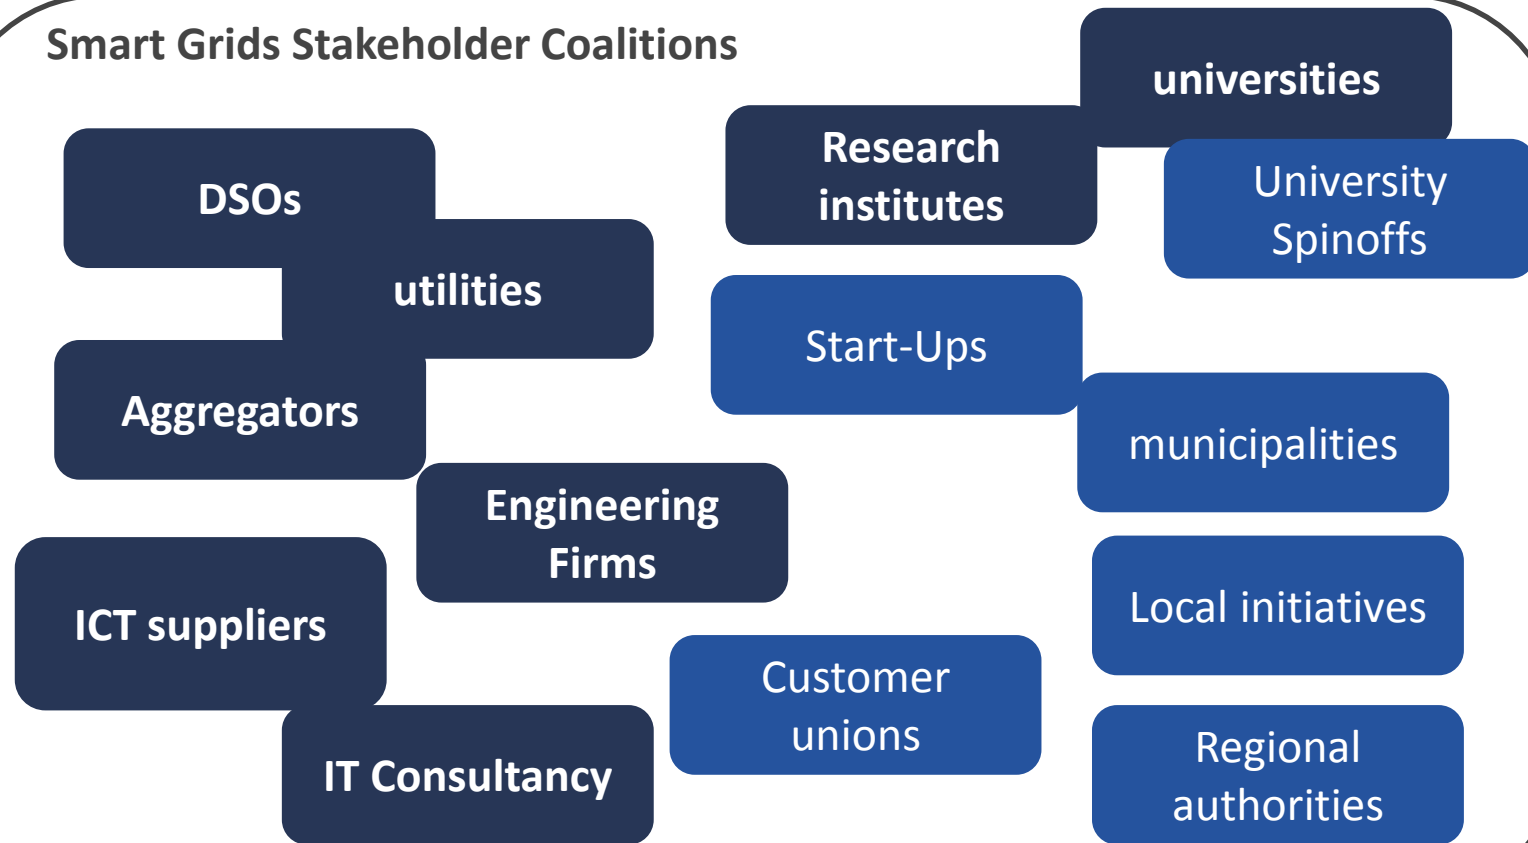 Smart Grids Stakeholder Coalitions
universities
Research
institutes
University
Spinoffs
DSOs
utilities
Start-Ups
Aggregators
municipalities
Engineering
Firms
ICT suppliers
Local initiatives
Customer
unions
IT Consultancy
Regional
authorities